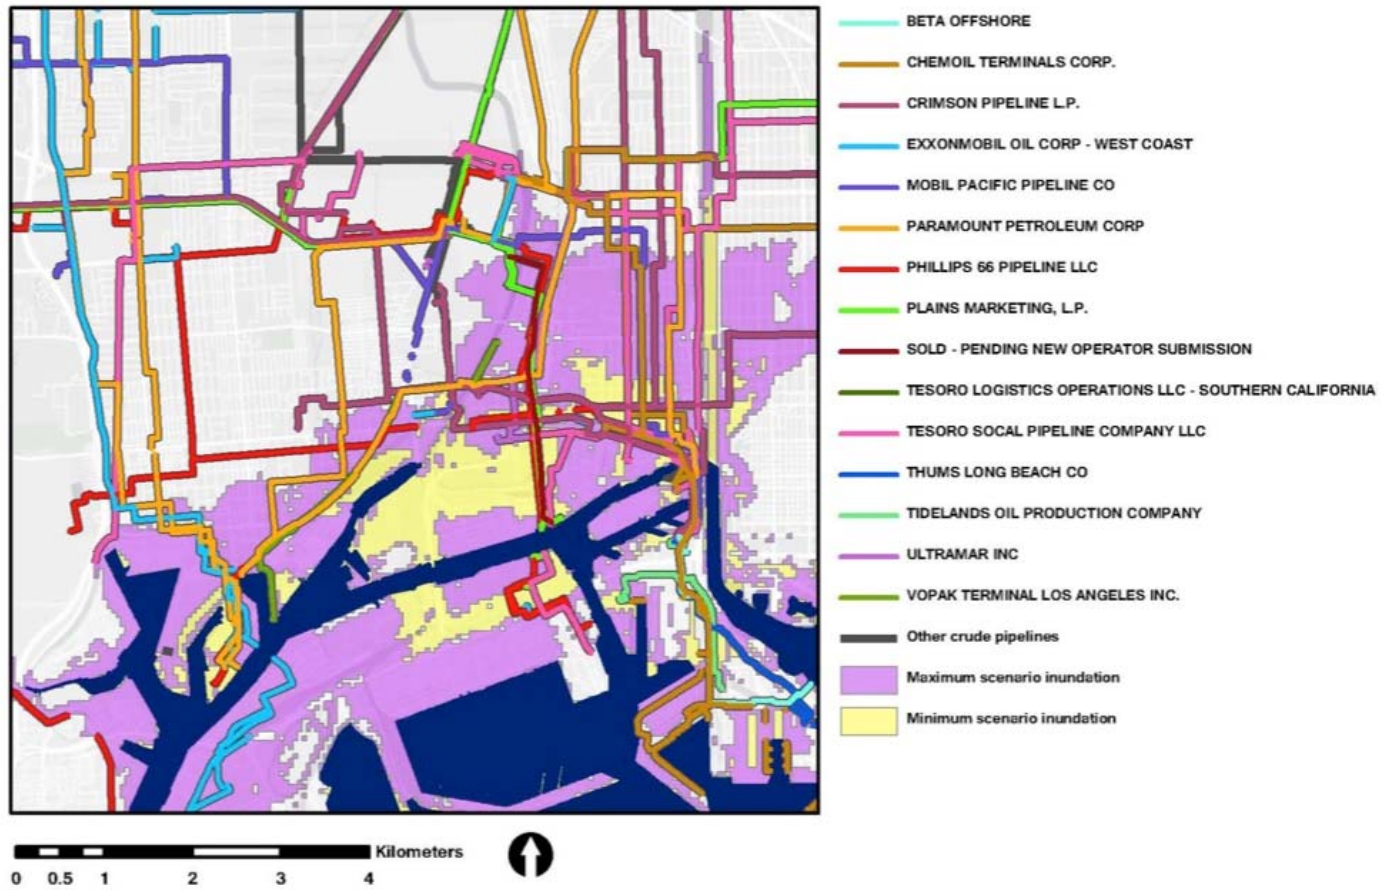 BETA OFFSHORE
CHEMOIL TERMINALS CORP.
CRIMSON PIPELINE L.P.
EXXONMOBIL OIL CORP - WEST COAST
MOBIL PACIFIC PIPELINE CO
PARAMOUNT PETROLEUM CORP
PHILLIPS 66 PIPELINE LLC
PLAINS MARKETING, L.P.
SOLD - PENDING NEW OPERATOR SUBMISSION
TESORO LOGISTICS OPERATIONS LLC - SOUTHERN CALIFORNIA
TESORO SOCAL PIPELINE COMPANY LLC
THUMS LONG BEACH CO
TIDELANDS OIL PRODUCTION COMPANY
ULTRAMAR INC
VOPAK TERMINAL LOS ANGELES INC.
Other crude pipelines
Maximum scenario inundation
Minimum scenario inundation
Kilometers
0 0.5 1 2 3 4